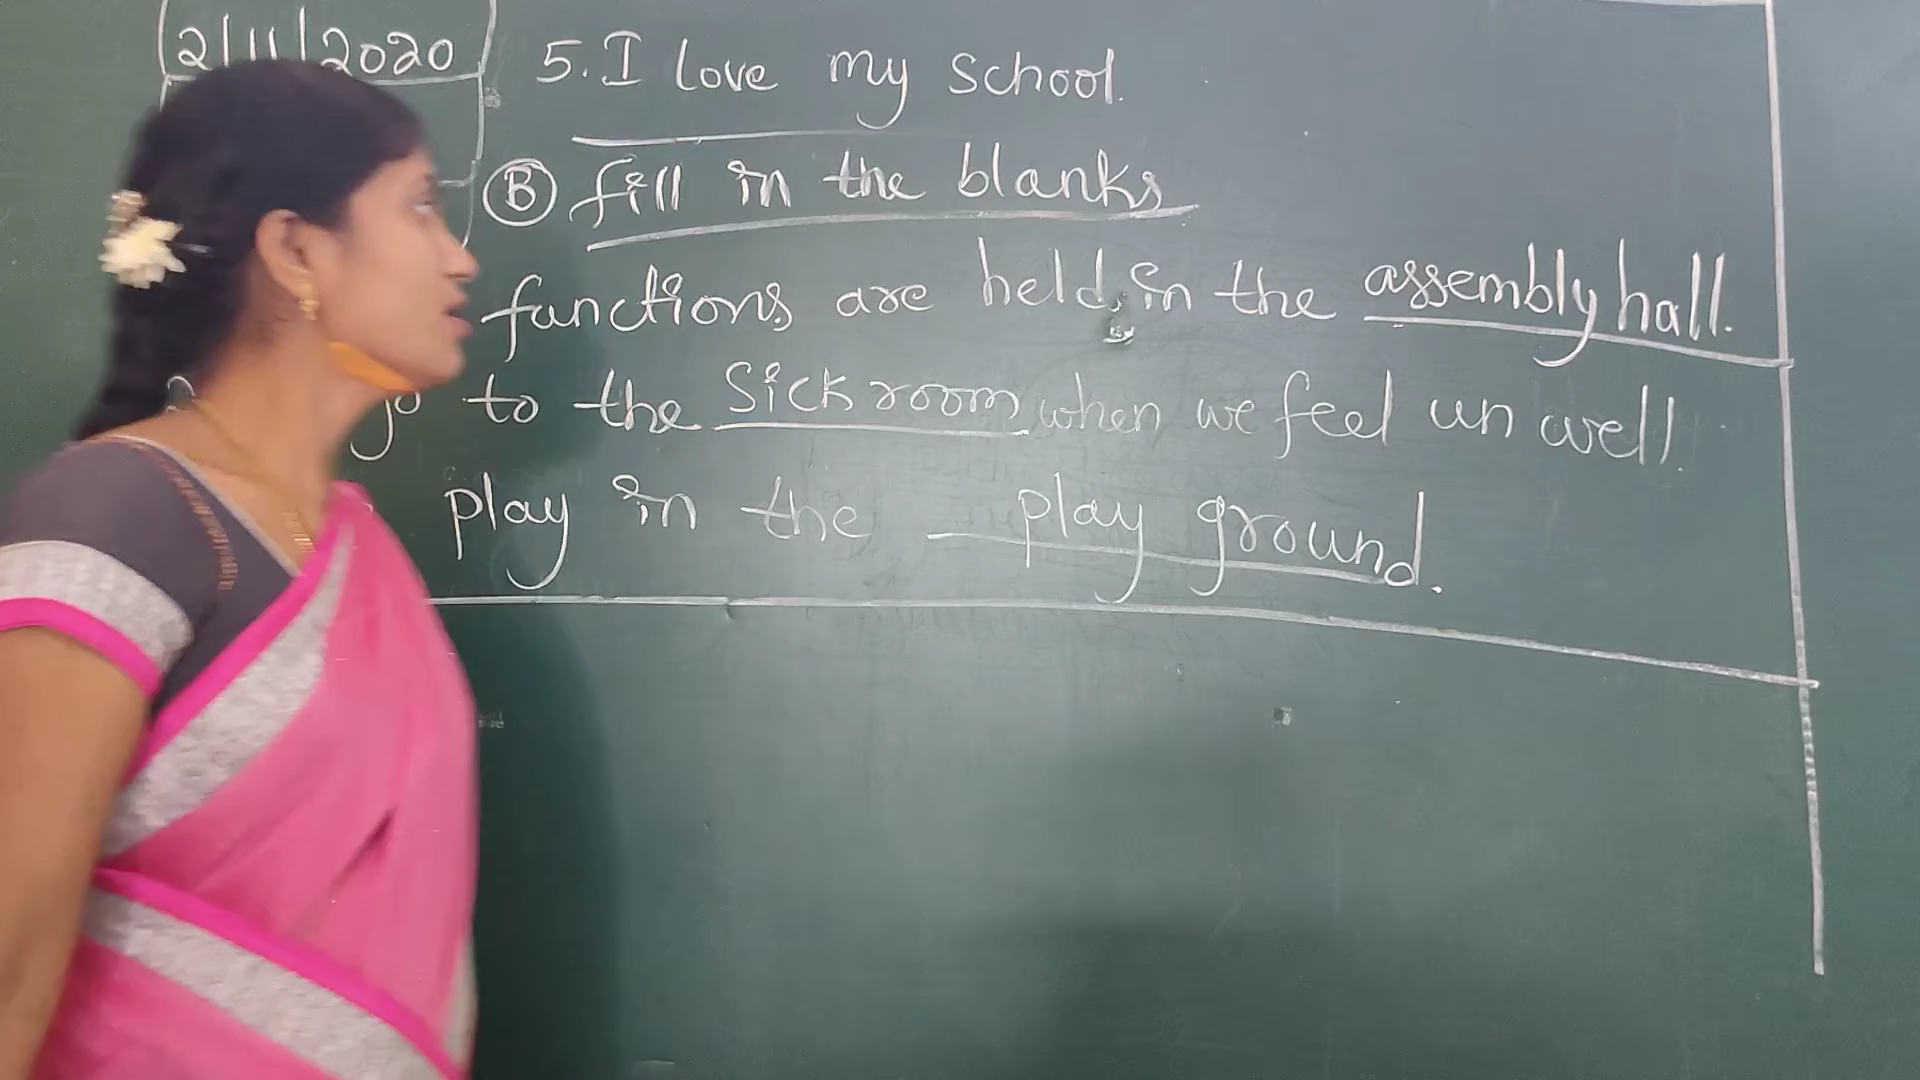 2/11/2020
5. I Love my school.
B fill in the blanks
functions are held in the assembly hall.
go to the Sick room when we feel un well.
play in the play ground.